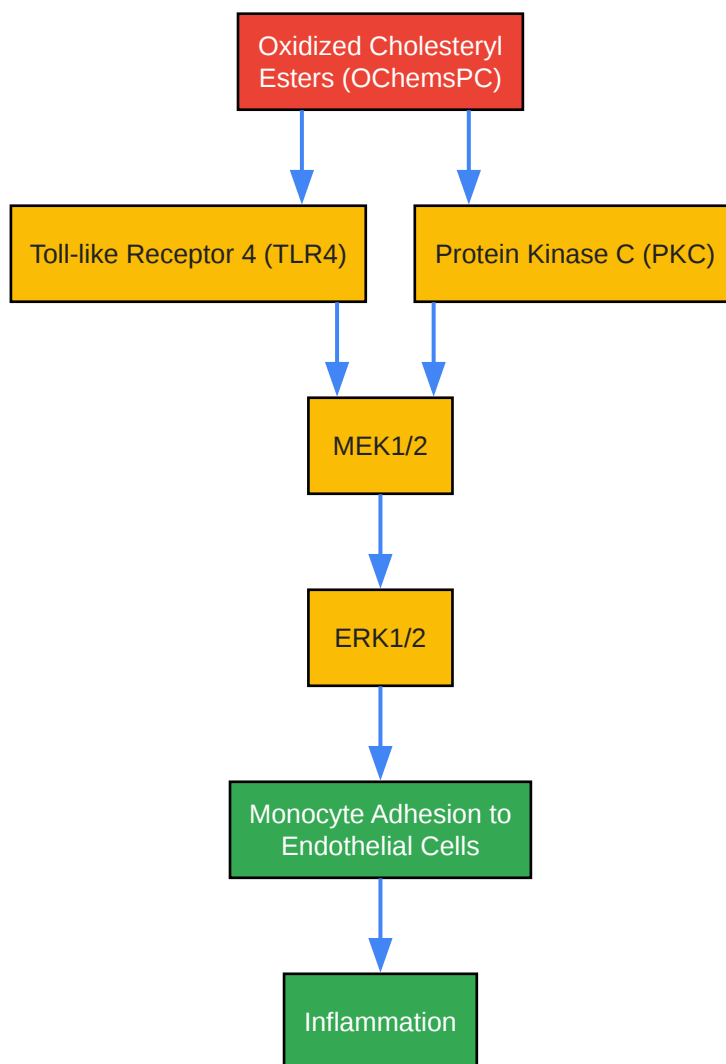 Oxidized Cholesteryl
Esters (OChemsPC)
Toll-like Receptor 4 (TLR4)
Protein Kinase C (PKC)
MEK1/2
ERK1/2
Monocyte Adhesion to
Endothelial Cells
Inflammation